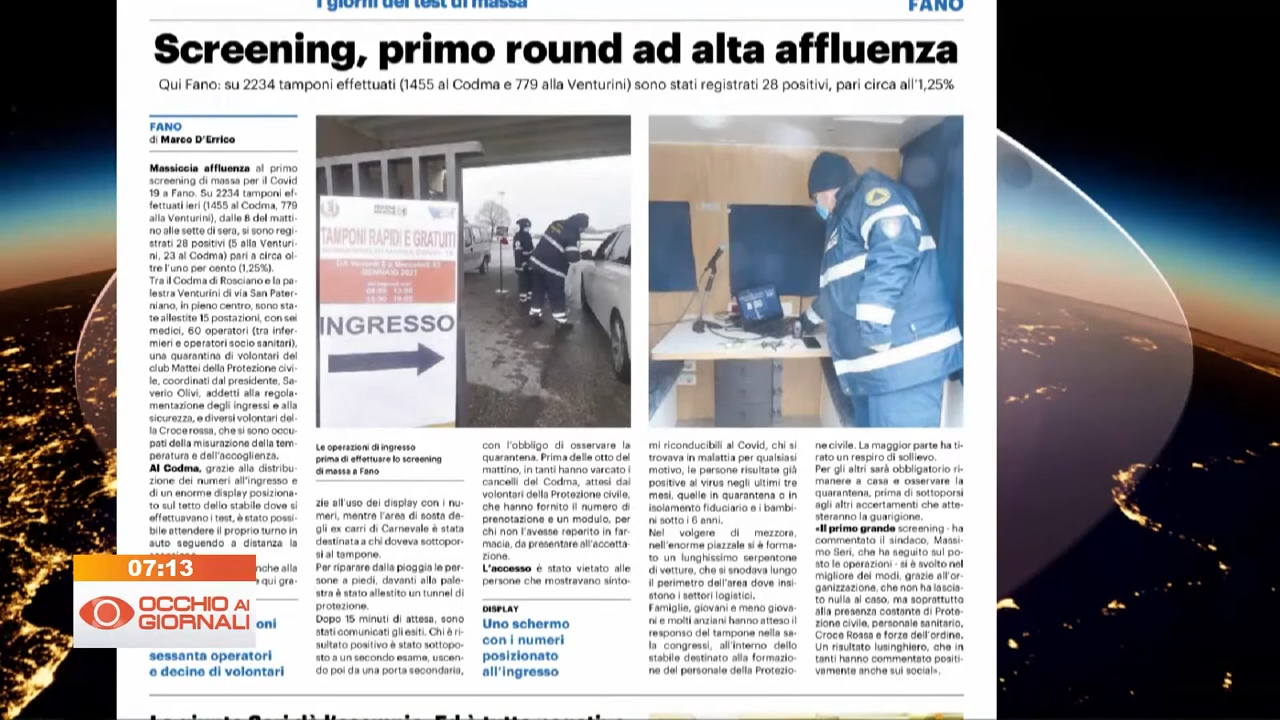 I giorni dei test di massa
FANO
Screening, primo round ad alta affluenza
Qui Fano: su 2234 tamponi effettuati (1455 al Codma e 779 alla Venturini) sono stati registrati 28 positivi, pari circa all'1,25%
FANO
di Marco D'Errico
Massiccia affluenza al primo
screening di massa per il Covid
19 a Fano. Su 2234 tamponi ef-
fettuati ieri (1455 al Codma, 779
alla Venturini), dalle 8 del matti-
no alle sette di sera, si sono regi-
strati 28 positivi (5 alla Venturi-
ni, 23 al Codma) pari a circa ol-
tre l'uno per cento (1,25%).
Tra il Codma di Rosciano e la pa-
lestra Venturini di via San Pater-
niano, in pieno centro, sono sta-
te allestite 15 postazioni, con sei
medici, 60 operatori (tra infer-
mieri e operatori socio sanitari),
una quarantina di volontari del
club Mattei della Protezione civi-
le, coordinati dal presidente, Sa-
verio Olivi, addetti alla regola-
mentazione degli ingressi e alla
sicurezza, e diversi volontari del-
la Croce rossa, che si sono occu-
pati della misurazione della tem-
peratura e dell'accoglienza.
Al Codma, grazie alla distribu-
zione dei numeri all'ingresso e
di un enorme display posiziona-
to sul tetto dello stabile dove si
effettuavano i test, è stato possi-
bile attendere il proprio turno in
auto seguendo a distanza la
nche alla
e qui gra-
oni
sessanta operatori
e decine di volontari
TAMPONI RAPIDI E GRATUITI
GENNAIO 2021
INGRESSO
Le operazioni di ingresso
prima di effettuare lo screening
di massa a Fano
zie all'uso dei display con i nu-
meri, mentre l'area di sosta de-
gli ex carri di Carnevale è stata
destinata a chi doveva sottopor-
si al tampone.
Per riparare dalla pioggia le per-
sone a piedi, davanti alla pale-
stra è stato allestito un tunnel di
protezione.
Dopo 15 minuti di attesa, sono
stati comunicati gli esiti. Chi è ri-
sultato positivo è stato sottopo-
sto a un secondo esame, uscen-
do poi da una porta secondaria,
con l'obbligo di osservare la
quarantena. Prima delle otto del
mattino, in tanti hanno varcato i
cancelli del Codma, attesi dai
volontari della Protezione civile,
che hanno fornito il numero di
prenotazione e un modulo, per
chi non l'avesse reperito in far-
macia, da presentare all'accetta-
zione.
L'accesso è stato vietato alle
persone che mostravano sinto-
DISPLAY
Uno schermo
con i numeri
posizionato
all'ingresso
mi riconducibili al Covid, chi si
trovava in malattia per qualsiasi
motivo, le persone risultate già
positive al virus negli ultimi tre
mesi, quelle in quarantena o in
isolamento fiduciario e i bambi-
ni sotto i 6 anni.
Nel volgere di mezzora,
nell'enorme piazzale si è forma-
to un lunghissimo serpentone
di vetture, che si snodava lungo
il perimetro dell'area dove insi-
stono i settori logistici.
Famiglie, giovani e meno giova-
ni e molti anziani hanno atteso il
responso del tampone nella sa-
la congressi, all'interno dello
stabile destinato alla formazio-
ne del personale della Protezio-
ne civile. La maggior parte ha ti-
rato un respiro di sollievo.
Per gli altri sarà obbligatorio ri-
manere a casa e osservare la
quarantena, prima di sottoporsi
agli altri accertamenti che atte-
steranno la guarigione.
«Il primo grande screening - ha
commentato il sindaco, Massi-
mo Seri, che ha seguito sul po-
sto le operazioni - si è svolto nel
migliore dei modi, grazie all'or-
ganizzazione, che non ha lascia-
to nulla al caso, ma soprattutto
alla presenza costante di Prote-
zione civile, personale sanitario,
Croce Rossa e forze dell'ordine.
Un risultato lusinghiero, che in
tanti hanno commentato positi-
vamente anche sui social».
07:13
OCCHIO AI
GIORNALI